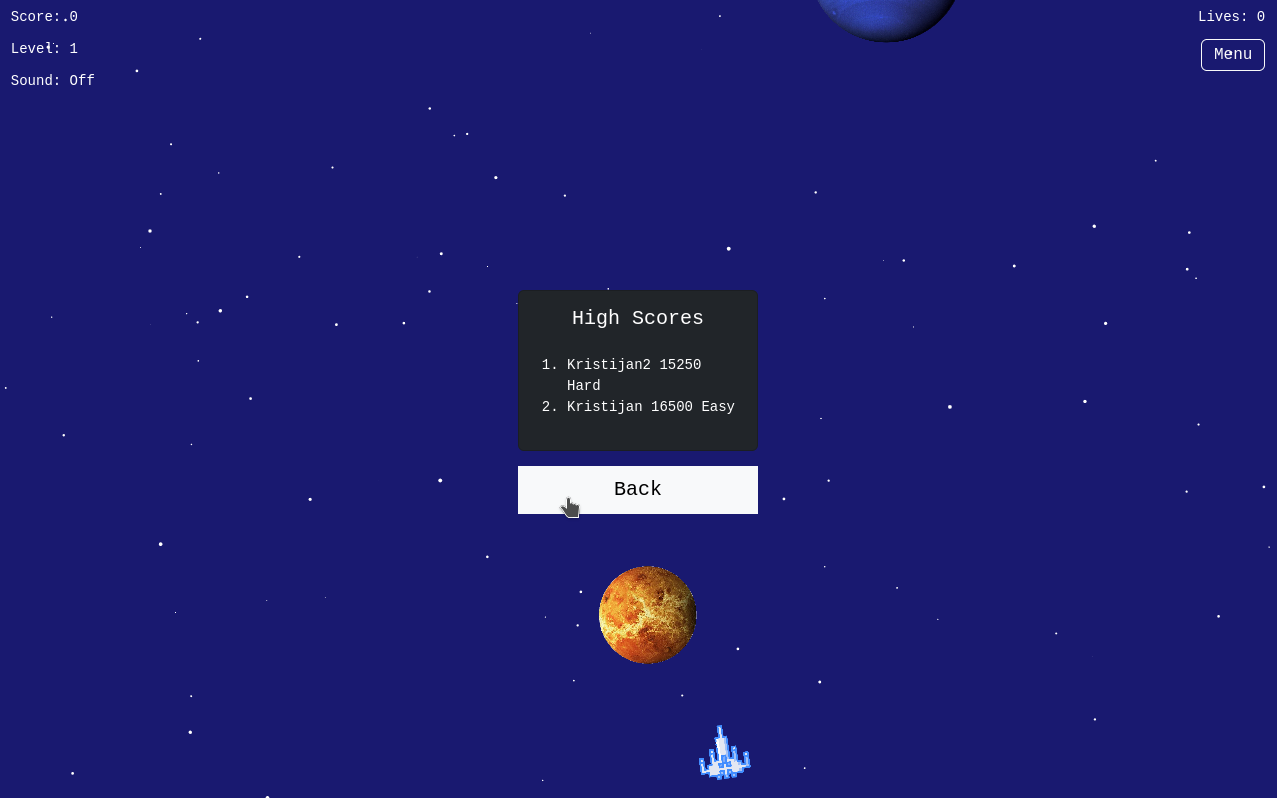 Score: 0
Lives: 0
Level: 1
Menu
Sound: Off
High Scores
1. Kristijan2 15250
Hard
2. Kristijan 16500 Easy
Back